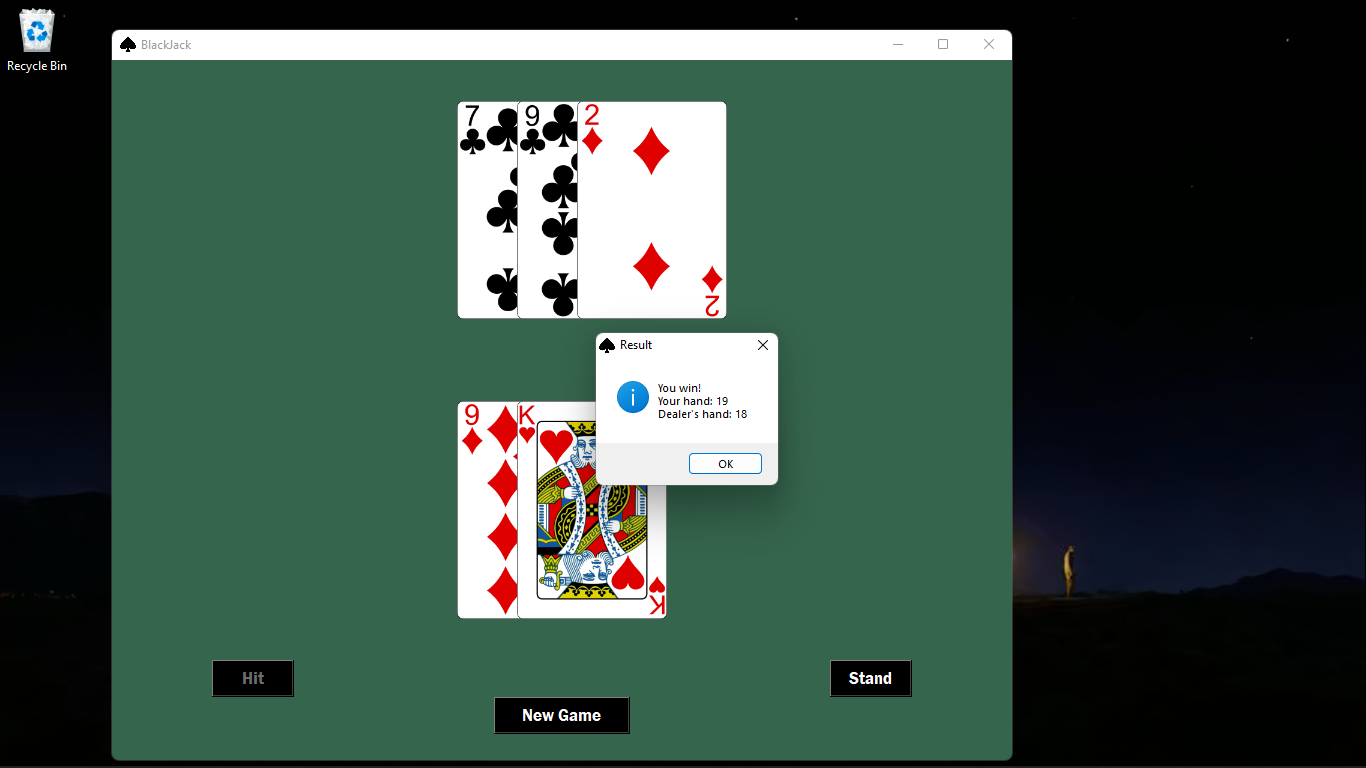 Recycle Bin
BlackJack
7
9
2
2
Result
You win!
Your hand: 19
Dealer's hand: 18
OK
9
K
K
Hit
Stand
New Game